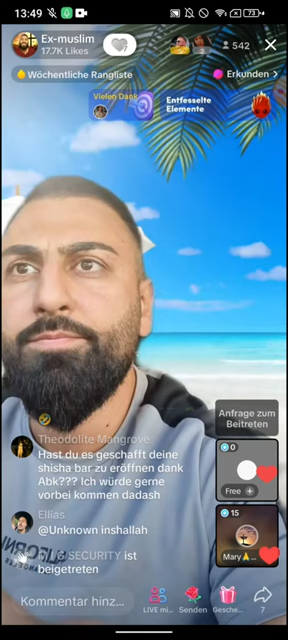 13:49
73
Ex-muslim
17.7K Likes
542
Wöchentliche Rangliste
Erkunden >
Vielen Dank
Entfesselte
Elemente
Anfrage zum
Beitreten
Theodolite Mangrove
Hast du es geschafft deine
shisha bar zu eröffnen dank
Abk??? Ich würde gerne
vorbei kommen dadash
0
Free +
Ellias
@Unknown inshallah
15
Mary
SECURITY ist
beigetreten
Kommentar hinz...
LIVE mi...
Senden
Gesche...
7